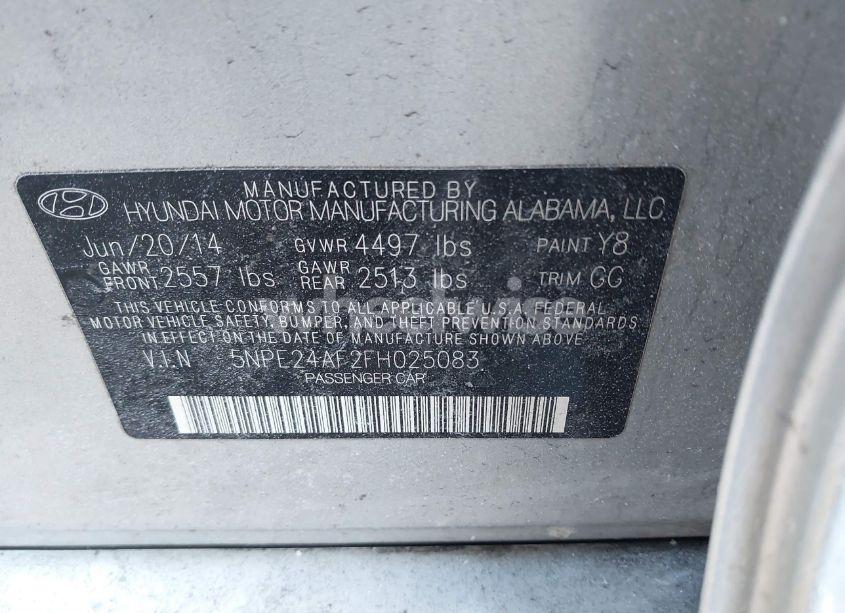 MANUFACTURED BY
HYUNDAI MOTOR MANUFACTURING ALABAMA, LLC
Jun/20/14 GVWR 4497 lbs PAINT Y8
GAWR FRONT 2557 lbs GAWR REAR 2513 lbs TRIM GG
THIS VEHICLE CONFORMS TO ALL APPLICABLE U.S.A. FEDERAL
MOTOR VEHICLE SAFETY, BUMPER, AND THEFT PREVENTION STANDARDS
IN EFFECT ON THE DATE OF MANUFACTURE SHOWN ABOVE
V.I.N 5NPE24AF2FH025083
PASSENGER CAR